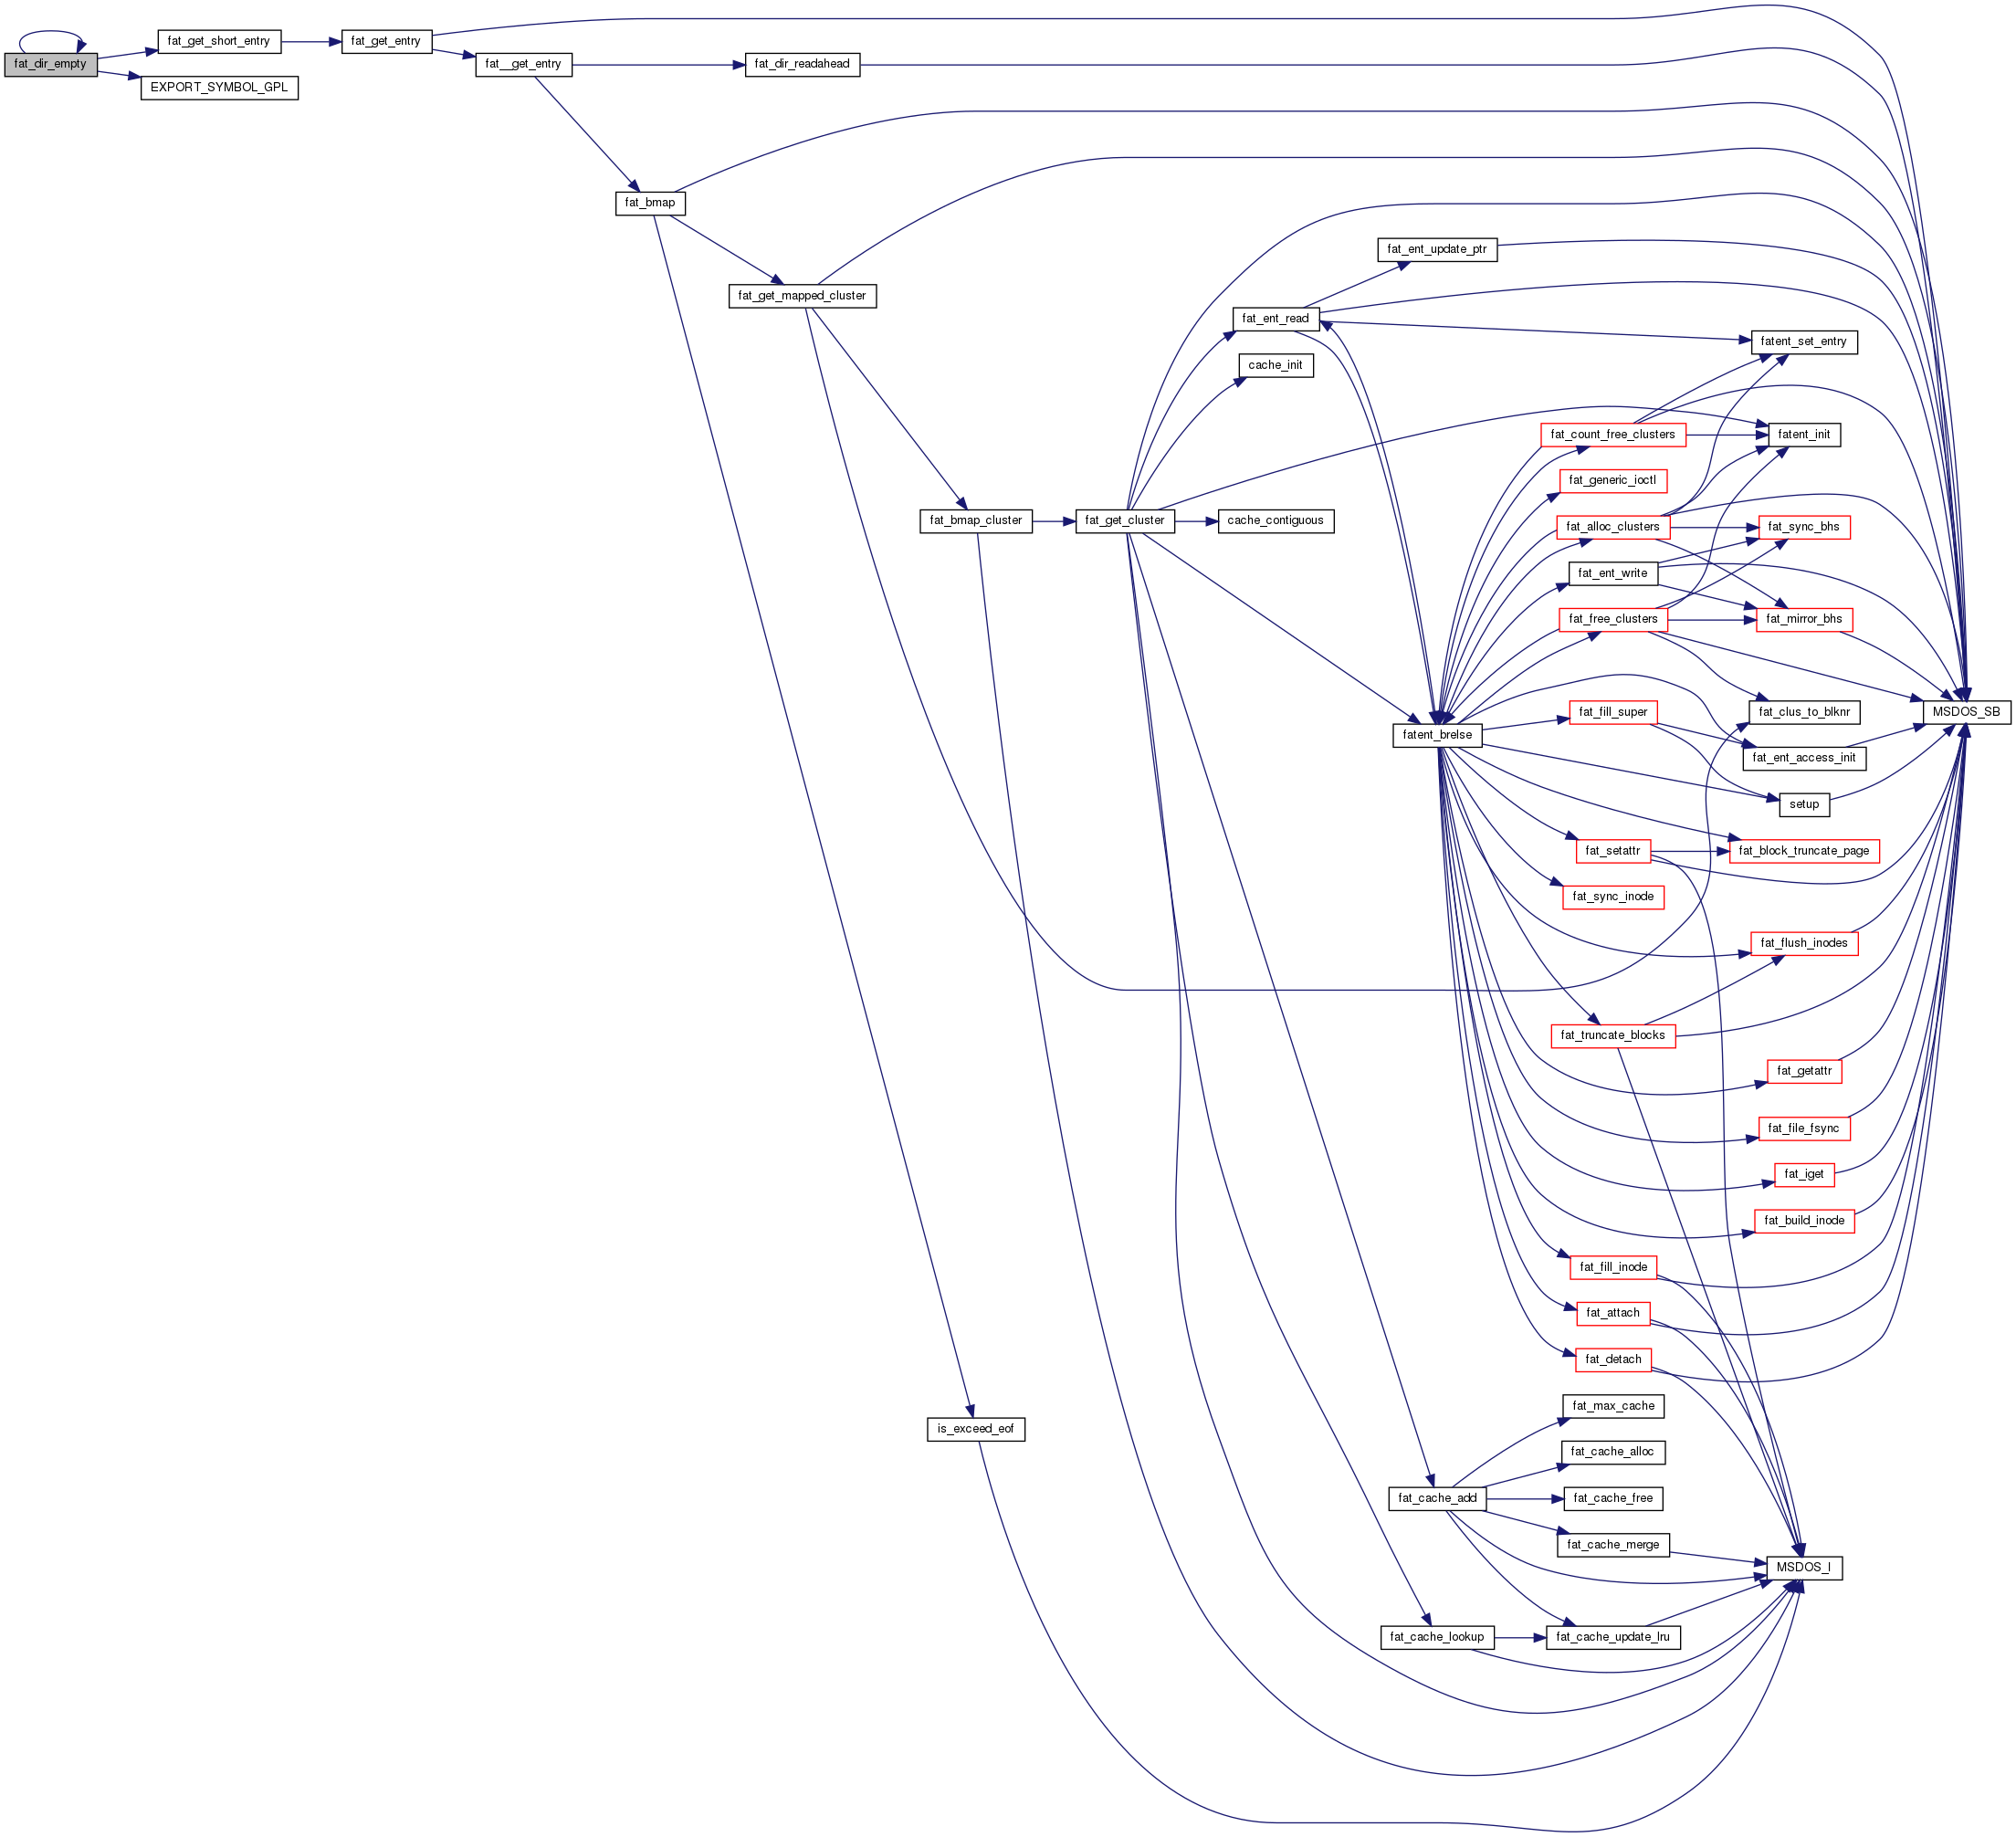 fat_dir_empty
fat_get_short_entry
EXPORT_SYMBOL_GPL
fat_get_entry
fat__get_entry
fat_dir_readahead
fat_bmap
fat_get_mapped_cluster
fat_bmap_cluster
is_exceed_eof
fat_get_cluster
fat_ent_read
cache_init
cache_contiguous
fat_ent_update_ptr
fatent_brelse
fat_cache_add
fat_cache_lookup
fat_count_free_clusters
fat_generic_ioctl
fat_alloc_clusters
fat_ent_write
fat_free_clusters
fat_fill_super
fat_setattr
fat_sync_inode
fat_truncate_blocks
fat_fill_inode
fat_attach
fat_detach
fat_max_cache
fat_cache_alloc
fat_cache_free
fat_cache_merge
fat_cache_update_lru
fatent_set_entry
fatent_init
fat_sync_bhs
fat_mirror_bhs
fat_clus_to_blknr
fat_ent_access_init
setup
fat_block_truncate_page
fat_flush_inodes
fat_getattr
fat_file_fsync
fat_iget
fat_build_inode
MSDOS_I
MSDOS_SB